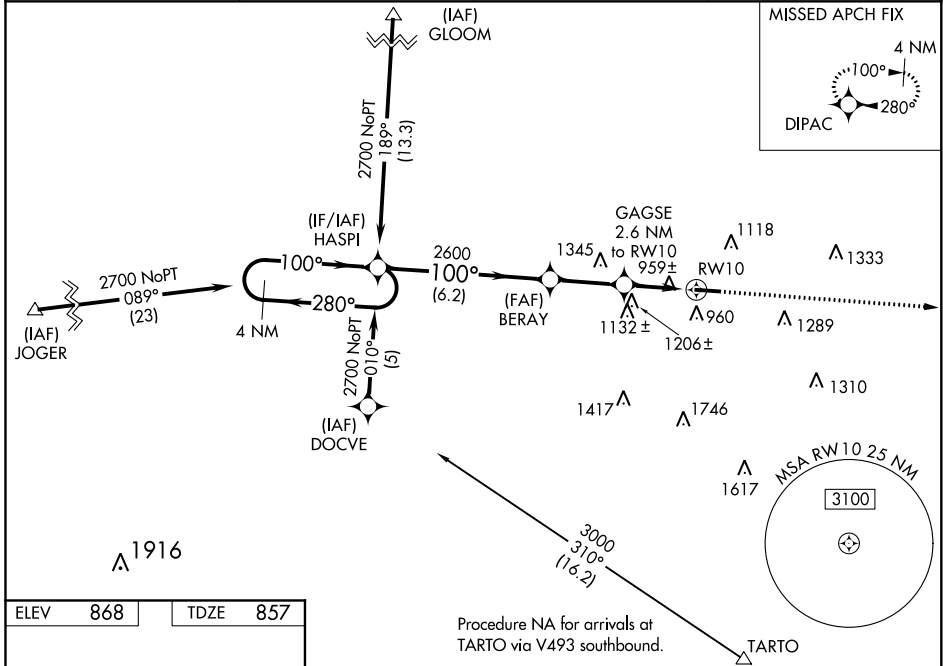 (IAF)
GLOOM
MISSED APCH FIX
4 NM
100°
280°
DIPAC
2700 NoPT
189°
(13.3)
(IF/IAF)
HASPI
GAGSE
2.6 NM
to RW10
1345
959±
1118
1333
RW10
2600
100°
(6.2)
100°
280°
4 NM
2700 NoPT
089°
(23)
(IAF)
JOGER
(FAF)
BERAY
1132±
1206±
960
1289
2700 NoPT
010°
(5)
(IAF)
DOCVE
1417
1746
1310
1617
MSA RW10 25 NM
3100
3000
310°
(16.2)
1916
ELEV 868
TDZE 857
Procedure NA for arrivals at
TARTO via V493 southbound.
TARTO